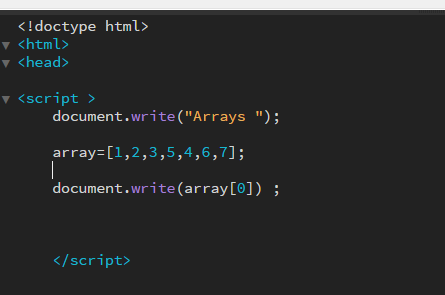 <!doctype html>
<html>
<head>
<script >
document.write("Arrays ");
array=[1,2,3,5,4,6,7];
document.write(array[0]) ;
</script>